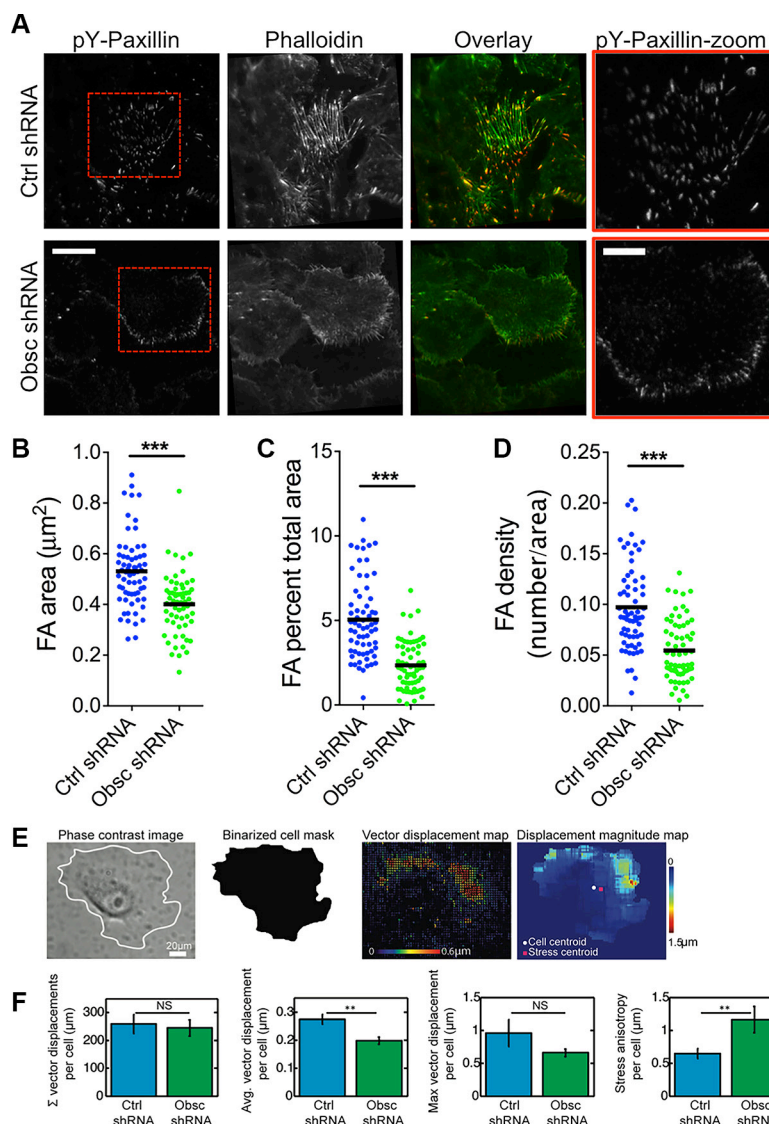 A
pY-Paxillin
Phalloidin
Overlay
pY-Paxillin-zoom
Ctrl shRNA
Obsc shRNA
B
***
FA area (μm²)
1.0
0.8
0.6
0.4
0.2
0.0
Ctrl shRNA
Obsc shRNA
C
***
FA percent total area
15
10
5
0
Ctrl shRNA
Obsc shRNA
D
***
FA density
(number/area)
0.25
0.20
0.15
0.10
0.05
0.00
Ctrl shRNA
Obsc shRNA
E
Phase contrast image
Binarized cell mask
Vector displacement map
Displacement magnitude map
20μm
0
0.6μm
Cell centroid
Stress centroid
0
1.5μm
F
Σ vector displacements
per cell (μm)
300
200
100
0
NS
Ctrl
shRNA
Obsc
shRNA
Avg. vector displacement
per cell (μm)
0.3
0.2
0.1
0
**
Ctrl
shRNA
Obsc
shRNA
Max vector displacement
per cell (μm)
1.5
1
0.5
0
NS
Ctrl
shRNA
Obsc
shRNA
Stress anisotropy
per cell (μm)
1.5
1
0.5
0
**
Ctrl
shRNA
Obsc
shRNA